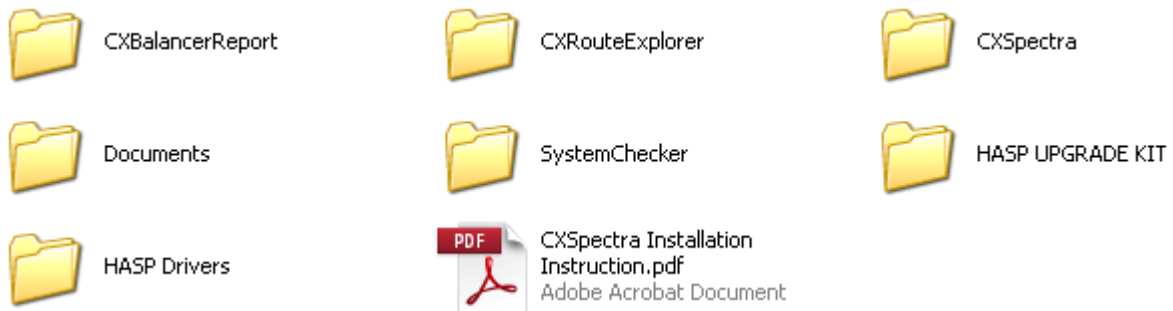 CXBalancerReport
CXRouteExplorer
CXSpectra
Documents
SystemChecker
HASP UPGRADE KIT
HASP Drivers
PDF
CXSpectra Installation
Instruction.pdf
Adobe Acrobat Document